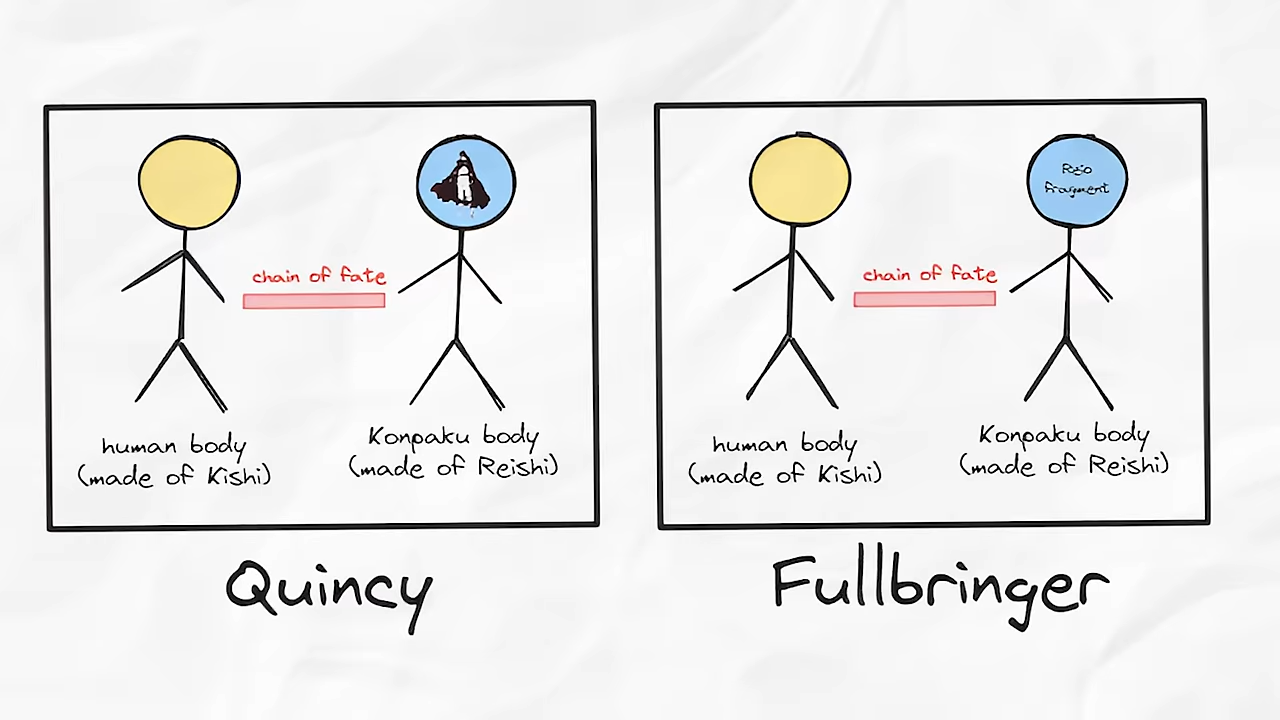 chain of fate
human body
(made of Kishi)
Konpaku body
(made of Reishi)
Quincy
fragment
chain of fate
human body
(made of Kishi)
Konpaku body
(made of Reishi)
Fullbringer